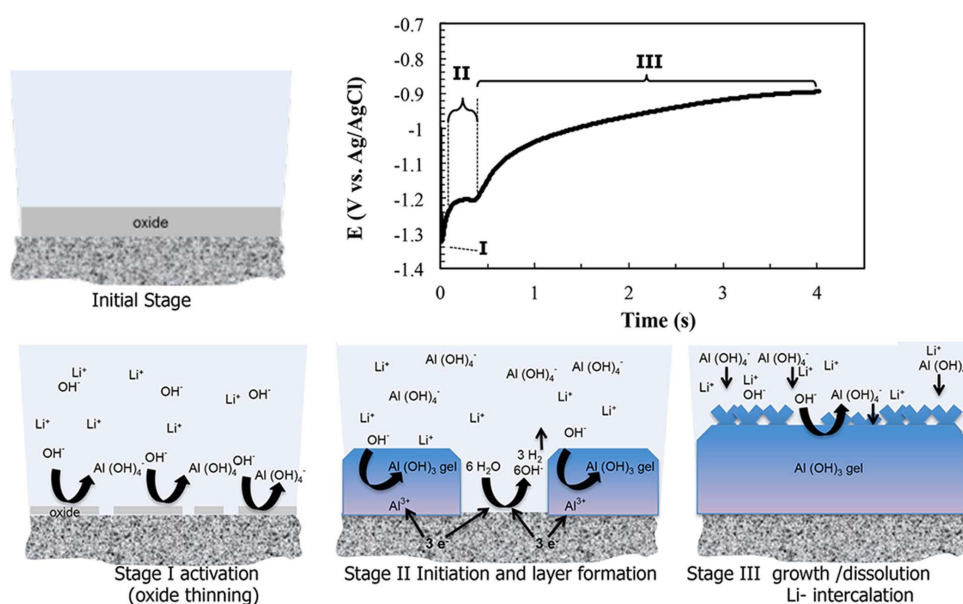 oxide
Initial Stage
-0.7
-0.8
-0.9
-1
-1.1
-1.2
-1.3
-1.4
E (V vs. Ag/AgCl)
II
III
I
0
1
2
3
4
Time (s)
Li⁺
OH⁻
Li⁺
OH⁻
Li⁺
OH⁻
Li⁺
Li⁺
Li⁺
OH⁻
Al (OH)₄⁻
OH⁻
Al (OH)₄
OH⁻
Al (OH)₄⁻
oxide
Stage I activation
(oxide thinning)
Li⁺
Al (OH)₄⁻
Al (OH)₄⁻
Al (OH)₄⁻
Al (OH)₄⁻
Li⁺
Li⁺
OH⁻
Li⁺
OH⁻
3 H₂
6OH⁻
6 H₂O
Al (OH)₃ gel
Al (OH)₃ gel
Al³⁺
Al³⁺
3 e⁻
3 e⁻
Stage II Initiation and layer formation
Al (OH)₄⁻
Al (OH)₄⁻
Li⁺
Al (OH)
Li⁺
Li⁺
Li⁺
OH⁻
OH⁻
Al (OH)₄⁻
OH⁻
Al (OH)₃ gel
Stage III growth /dissolution
Li- intercalation